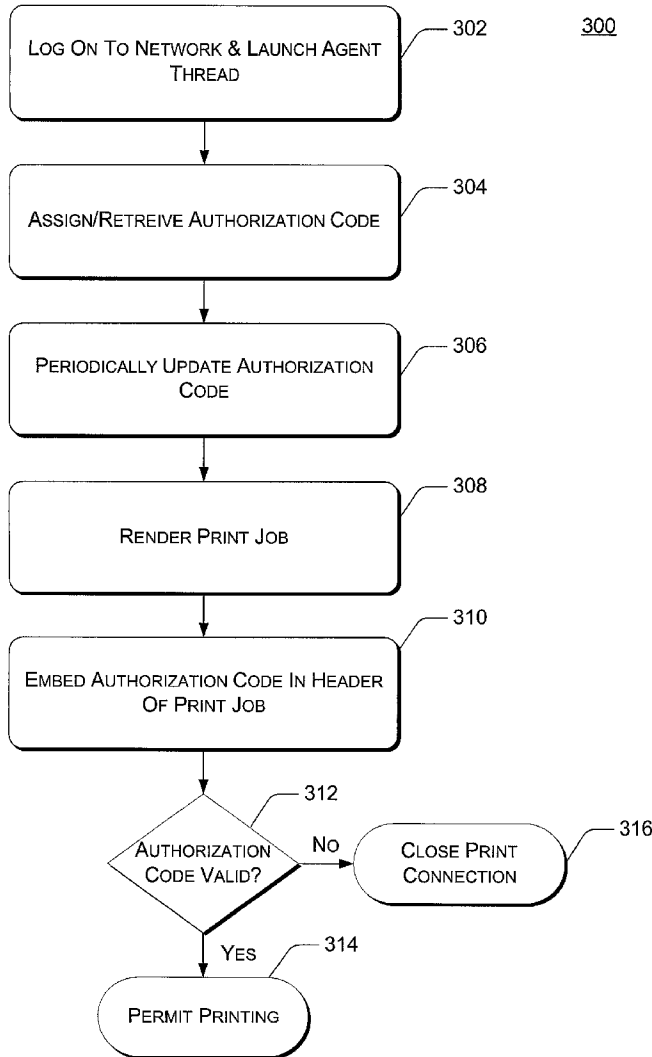 300
LOG ON TO NETWORK & LAUNCH AGENT
THREAD
302
ASSIGN/RETREIVE AUTHORIZATION CODE
304
PERIODICALLY UPDATE AUTHORIZATION
CODE
306
RENDER PRINT JOB
308
EMBED AUTHORIZATION CODE IN HEADER
OF PRINT JOB
310
AUTHORIZATION
CODE VALID?
312
NO
CLOSE PRINT
CONNECTION
316
YES
PERMIT PRINTING
314